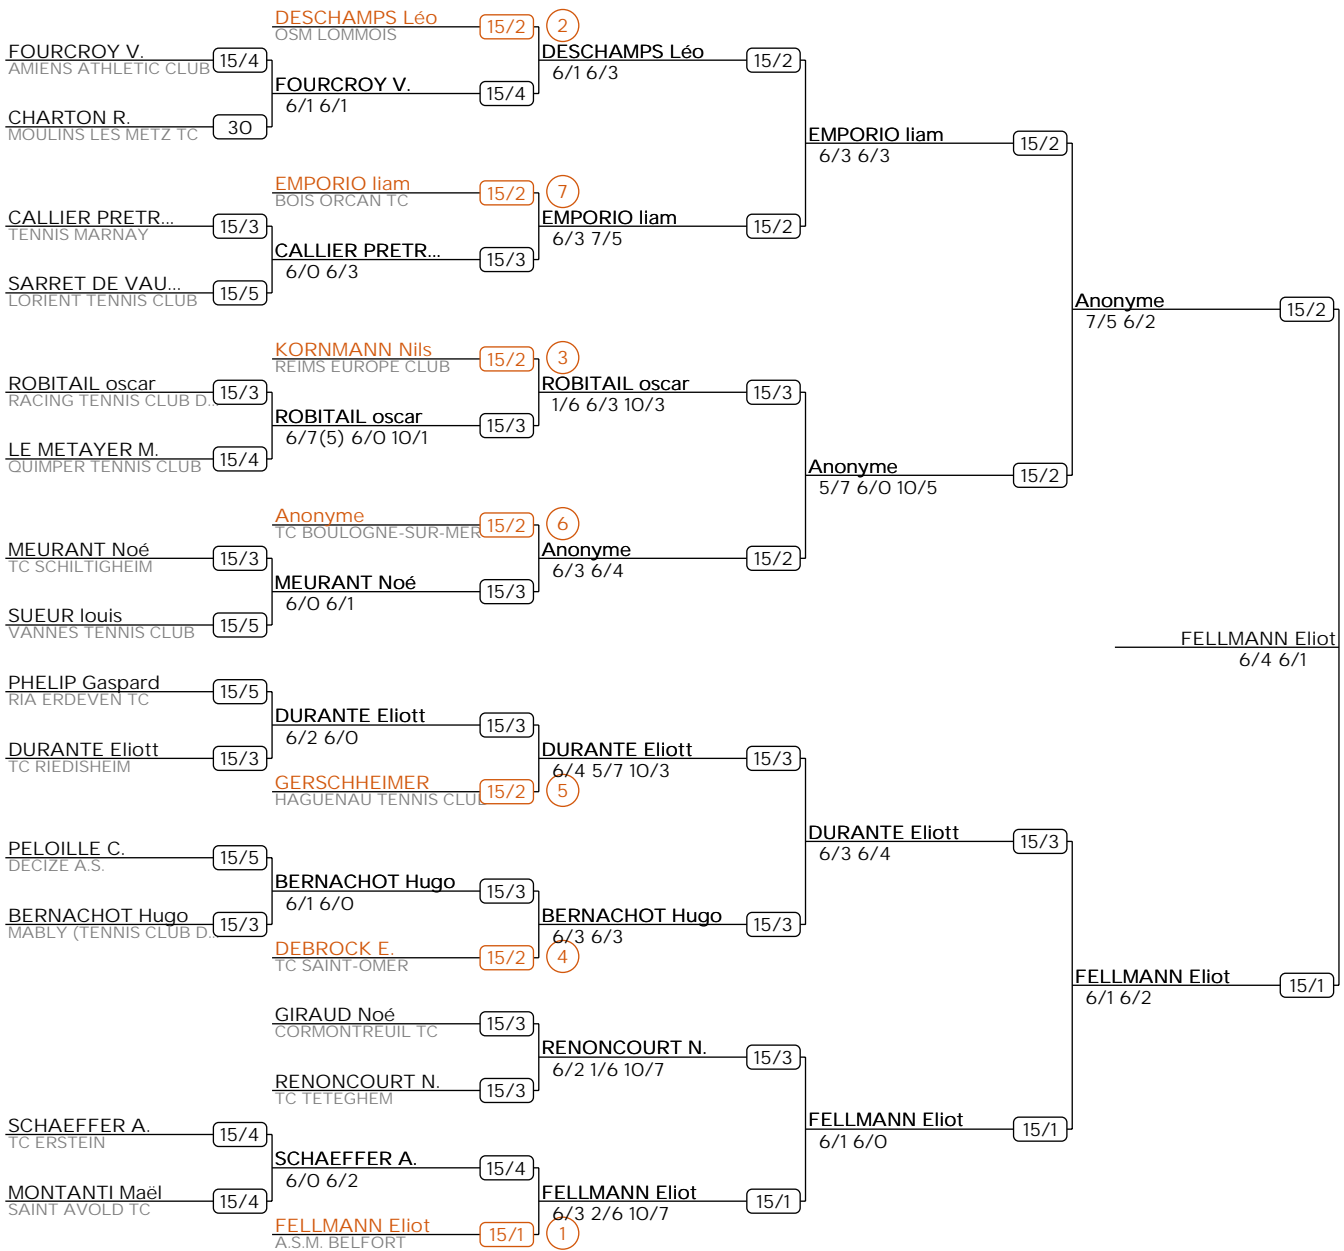 DESCHAMPS Léo 15/2 2
OSM LOMMOIS
FOURCROY V. 15/4
AMIENS ATHLETIC CLUB
DESCHAMPS Léo 15/2
6/1 6/3
FOURCROY V. 15/4
6/1 6/1
CHARTON R. 30
MOULINS LES METZ TC
EMPORIO liam 15/2
6/3 6/3
EMPORIO liam 15/2 7
BOIS ORCAN TC
CALLIER PRETR... 15/3
TENNIS MARNAY
EMPORIO liam 15/2
6/3 7/5
CALLIER PRETR... 15/3
6/0 6/3
SARRET DE VAU... 15/5
LORIENT TENNIS CLUB
Anonyme 15/2
7/5 6/2
KORNMANN Nils 15/2 3
REIMS EUROPE CLUB
ROBITAIL oscar 15/3
RACING TENNIS CLUB D...
ROBITAIL oscar 15/3
1/6 6/3 10/3
ROBITAIL oscar 15/3
6/7(5) 6/0 10/1
LE METAYER M. 15/4
QUIMPER TENNIS CLUB
Anonyme 15/2
5/7 6/0 10/5
Anonyme 15/2 6
TC BOULOGNE-SUR-MER
MEURANT Noé 15/3
TC SCHILTIGHEIM
Anonyme 15/2
6/3 6/4
MEURANT Noé 15/3
6/0 6/1
SUEUR louis 15/5
VANNES TENNIS CLUB
FELLMANN Eliot
6/4 6/1
PHELIP Gaspard 15/5
RIA ERDEVEN TC
DURANTE Eliott 15/3
6/2 6/0
DURANTE Eliott 15/3
TC RIEDISHEIM
DURANTE Eliott 15/3
6/4 5/7 10/3
GERSCHHEIMER 15/2 5
HAGUENAU TENNIS CLUB
DURANTE Eliott 15/3
6/3 6/4
PELOILLE C. 15/5
DECIZE A.S.
BERNACHOT Hugo 15/3
6/1 6/0
BERNACHOT Hugo 15/3
MABLY (TENNIS CLUB D...
BERNACHOT Hugo 15/3
6/3 6/3
DEBROCK E. 15/2 4
TC SAINT-OMER
FELLMANN Eliot 15/1
6/1 6/2
GIRAUD Noé 15/3
CORMONTREUIL TC
RENONCOURT N. 15/3
6/2 1/6 10/7
RENONCOURT N. 15/3
TC TETEGHEM
FELLMANN Eliot 15/1
6/1 6/0
SCHAEFFER A. 15/4
TC ERSTEIN
SCHAEFFER A. 15/4
6/0 6/2
MONTANTI Maël 15/4
SAINT AVOLD TC
FELLMANN Eliot 15/1
6/3 2/6 10/7
FELLMANN Eliot 15/1 1
A.S.M. BELFORT